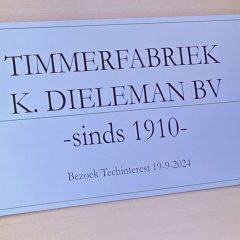 TIMMERFABRIEK
K. DIELEMAN BV
-sinds 1910-
Bezoek Techinterest 19-9-2024